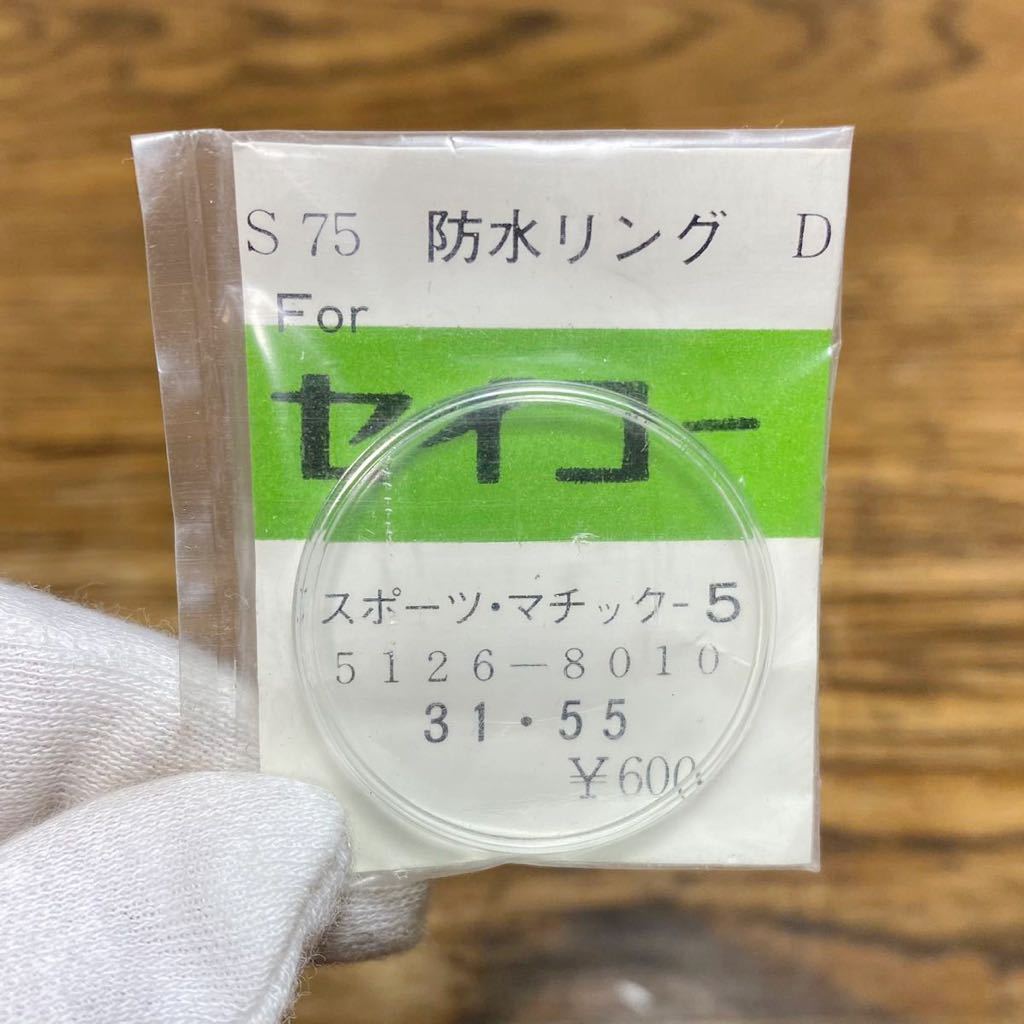 S 75 防水リング D
For
セイコー
スポーツ・マチック-5
5126-8010
31・55
¥600